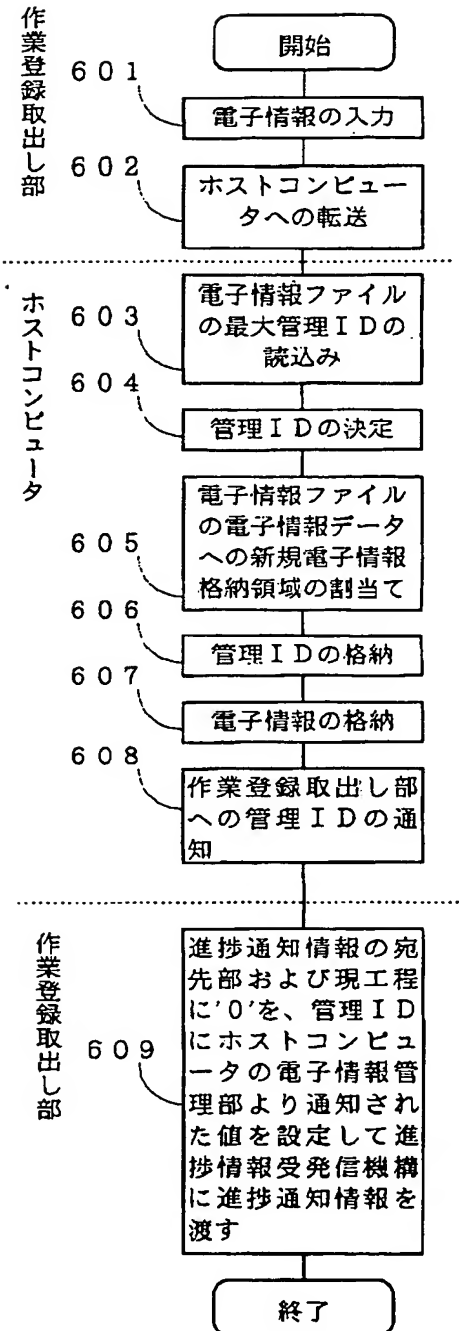 作業登録取出し部
開始
601
電子情報の入力
602
ホストコンピュー
タへの転送
ホストコンピュータ
603
電子情報ファイル
の最大管理IDの
読込み
604
管理IDの決定
605
電子情報ファイル
の電子情報データ
への新規電子情報
格納領域の割当て
606
管理IDの格納
607
電子情報の格納
608
作業登録取出し部
への管理IDの通
知
作業登録取出し部
609
進捗通知情報の宛
先部および現工程
に'0'を、管理ID
にホストコンピュ
ータの電子情報管
理部より通知され
た値を設定して進
捗情報受発信機構
に進捗通知情報を
渡す
終了